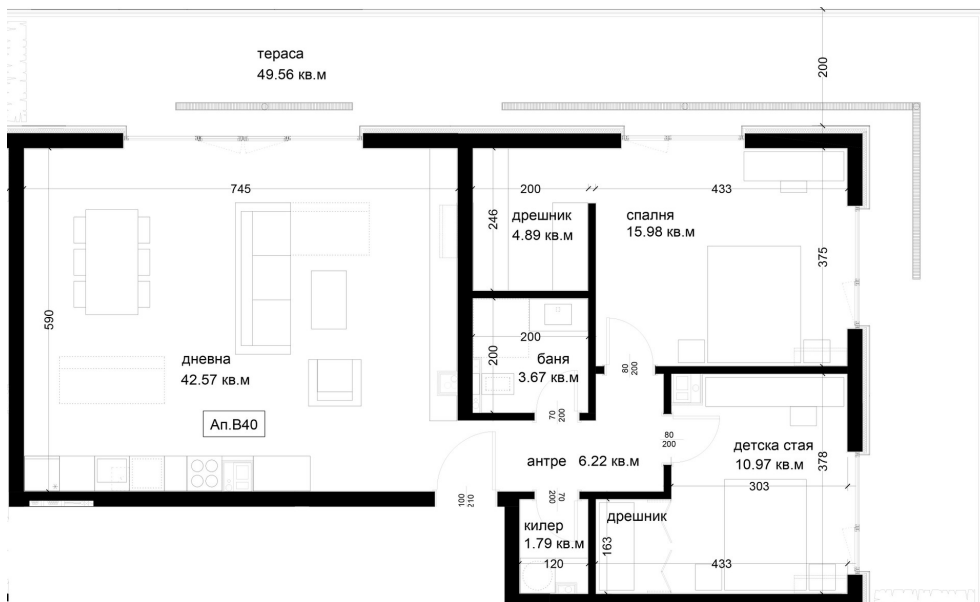 тераса
49.56 кв.м
200
745
200
433
246
дрешник
4.89 кв.м
спалня
15.98 кв.м
375
590
200
200
баня
3.67 кв.м
80
200
дневна
42.57 кв.м
70
200
Ап.В40
80
200
детска стая
10.97 кв.м
378
антре 6.22 кв.м
303
100
210
70
200
килер
1.79 кв.м
дрешник
163
120
433